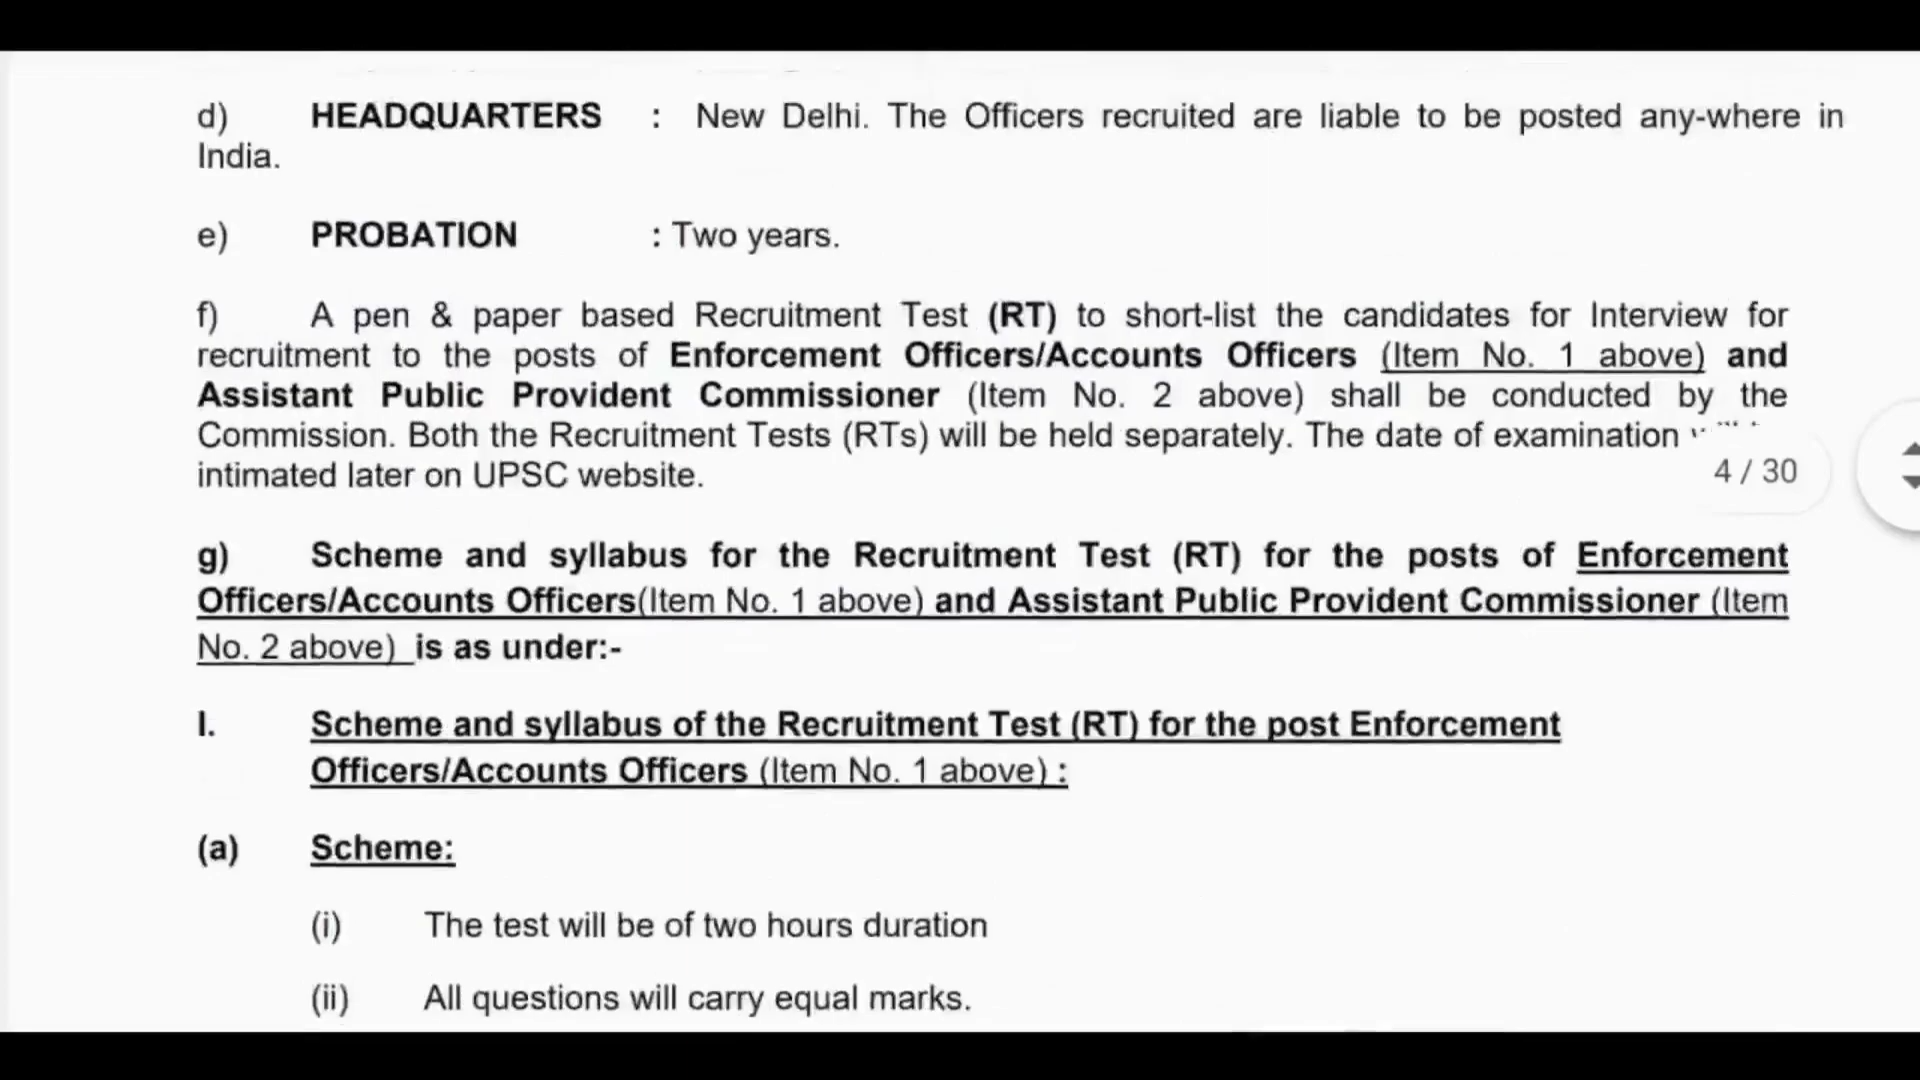 d) HEADQUARTERS : New Delhi. The Officers recruited are liable to be posted any-where in
India.
e) PROBATION : Two years.
f) A pen & paper based Recruitment Test (RT) to short-list the candidates for Interview for
recruitment to the posts of Enforcement Officers/Accounts Officers (Item No. 1 above) and
Assistant Public Provident Commissioner (Item No. 2 above) shall be conducted by the
Commission. Both the Recruitment Tests (RTs) will be held separately. The date of examination
intimated later on UPSC website.
4 / 30
g) Scheme and syllabus for the Recruitment Test (RT) for the posts of Enforcement
Officers/Accounts Officers(Item No. 1 above) and Assistant Public Provident Commissioner (Item
No. 2 above) is as under:-
I. Scheme and syllabus of the Recruitment Test (RT) for the post Enforcement
Officers/Accounts Officers (Item No. 1 above) :
(a) Scheme:
(i) The test will be of two hours duration
(ii) All questions will carry equal marks.